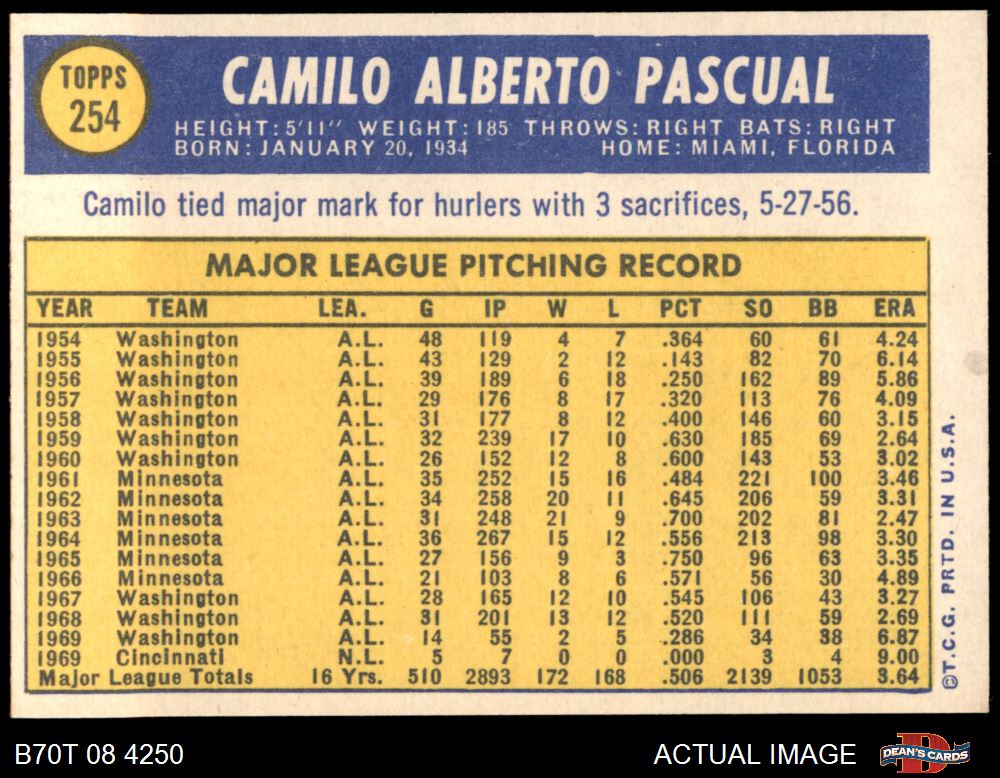 TOPPS
254
CAMILO ALBERTO PASCUAL
HEIGHT: 5'11" WEIGHT: 185 THROWS: RIGHT BATS: RIGHT
BORN: JANUARY 20, 1934 HOME: MIAMI, FLORIDA
Camilo tied major mark for hurlers with 3 sacrifices, 5-27-56.
MAJOR LEAGUE PITCHING RECORD
YEAR TEAM LEA. G IP W L PCT SO BB ERA
1954 Washington A.L. 48 119 4 7 .364 60 61 4.24
1955 Washington A.L. 43 129 2 12 .143 82 70 6.14
1956 Washington A.L. 39 189 6 18 .250 162 89 5.86
1957 Washington A.L. 29 176 8 17 .320 113 76 4.09
1958 Washington A.L. 31 177 8 12 .400 146 60 3.15
1959 Washington A.L. 32 239 17 10 .630 185 69 2.64
1960 Washington A.L. 26 152 12 8 .600 143 53 3.02
1961 Minnesota A.L. 35 252 15 16 .484 221 100 3.46
1962 Minnesota A.L. 34 258 20 11 .645 206 59 3.31
1963 Minnesota A.L. 31 248 21 9 .700 202 81 2.47
1964 Minnesota A.L. 36 267 15 12 .556 213 98 3.30
1965 Minnesota A.L. 27 156 9 3 .750 96 63 3.35
1966 Minnesota A.L. 21 103 8 6 .571 56 30 4.89
1967 Washington A.L. 28 165 12 10 .545 106 43 3.27
1968 Washington A.L. 31 201 13 12 .520 111 59 2.69
1969 Washington A.L. 14 55 2 5 .286 34 38 6.87
1969 Cincinnati N.L. 5 7 0 0 .000 3 4 9.00
Major League Totals 16 Yrs. 510 2893 172 168 .506 2139 1053 3.64
©T.C.G. PRTD. IN U.S.A.
B70T 08 4250 ACTUAL IMAGE
DEAN'S CARDS